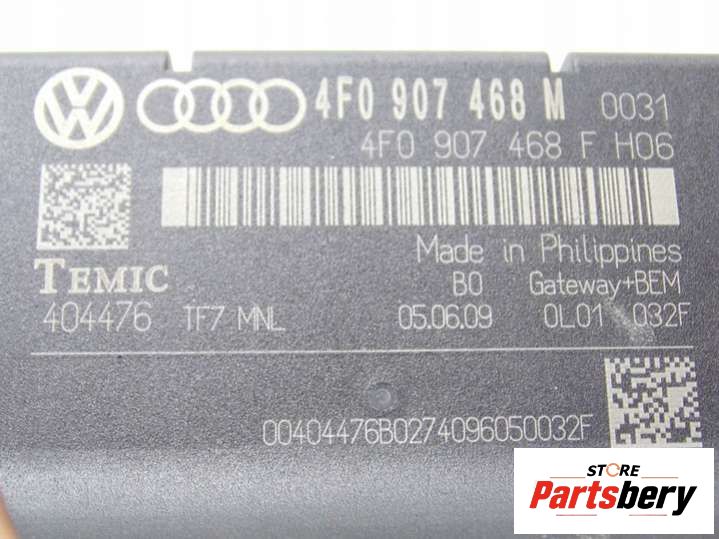 4F0 907 468 M 0031
4F0 907 468 F H06
TEMIC
Made in Philippines
B0 Gateway+BEM
404476 TF7 MNL 05.06.09 0L01 032F
00404476B0274096050032F
STORE
Partsbery